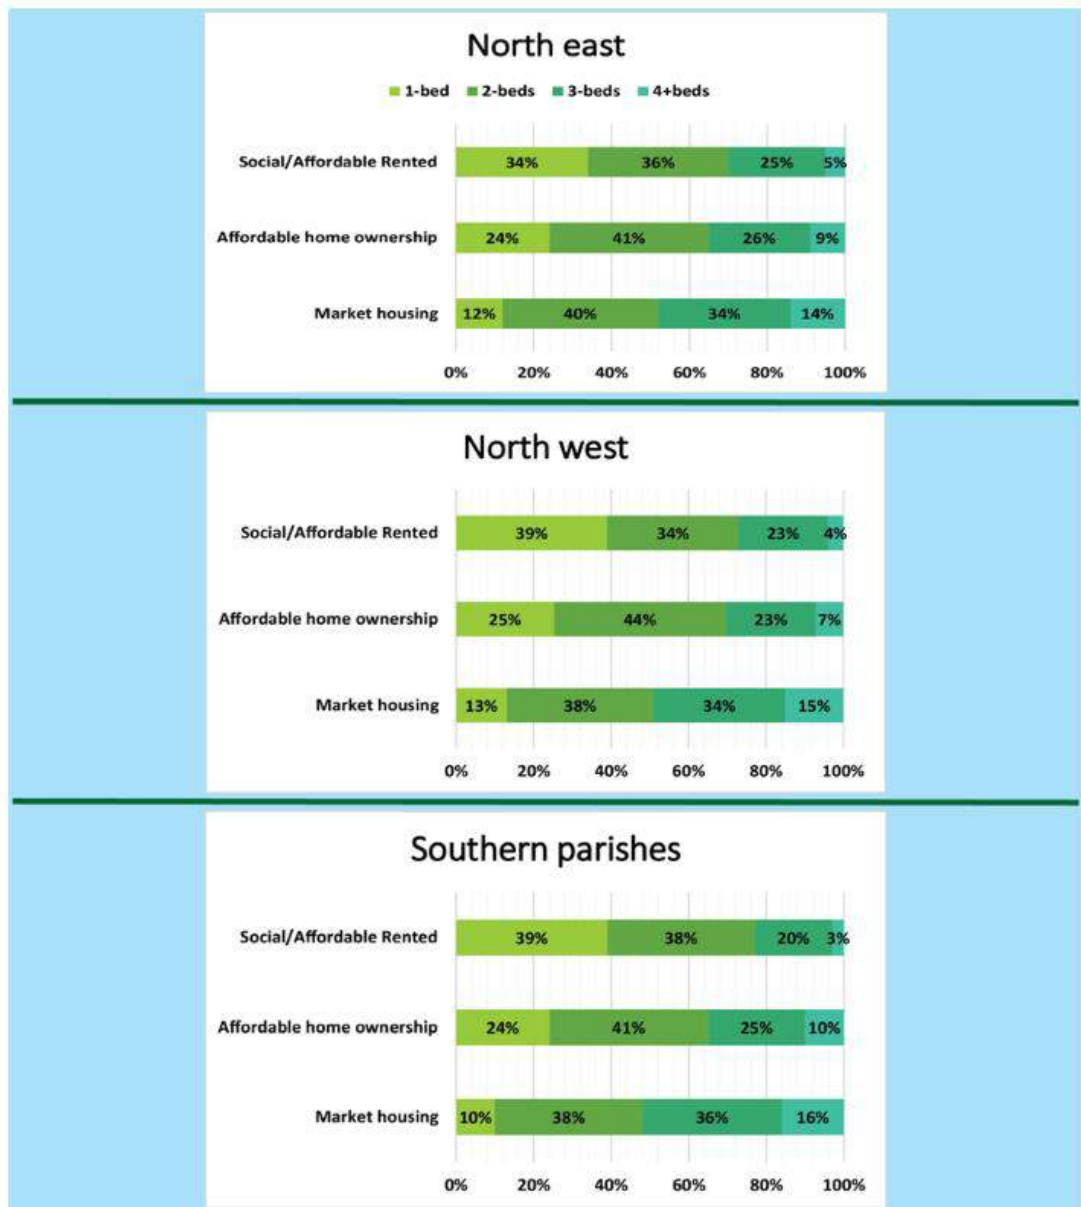 North east
1-bed 2-beds 3-beds 4+beds
Social/Affordable Rented 34% 36% 25% 5%
Affordable home ownership 24% 41% 26% 9%
Market housing 12% 40% 34% 14%
0% 20% 40% 60% 80% 100%
North west
Social/Affordable Rented 39% 34% 23% 4%
Affordable home ownership 25% 44% 23% 7%
Market housing 13% 38% 34% 15%
0% 20% 40% 60% 80% 100%
Southern parishes
Social/Affordable Rented 39% 38% 20% 3%
Affordable home ownership 24% 41% 25% 10%
Market housing 10% 38% 36% 16%
0% 20% 40% 60% 80% 100%